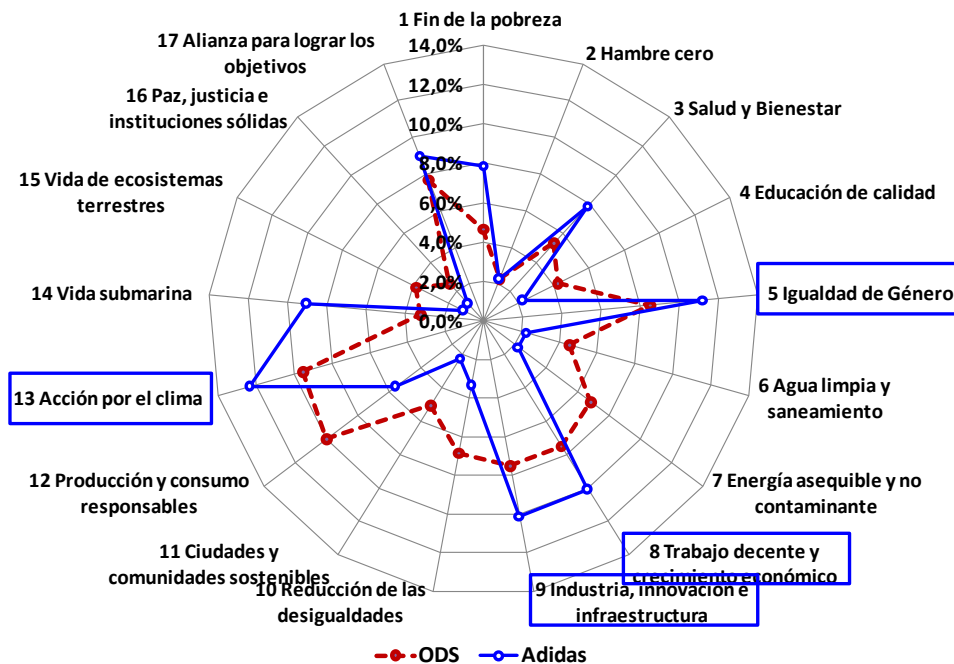 1 Fin de la pobreza
2 Hambre cero
3 Salud y Bienestar
4 Educación de calidad
5 Igualdad de Género
6 Agua limpia y
saneamiento
7 Energía asequible y no
contaminante
8 Trabajo decente y
crecimiento económico
9 Industria, innovación e
infraestructura
10 Reducción de las
desigualdades
11 Ciudades y
comunidades sostenibles
12 Producción y consumo
responsables
13 Acción por el clima
14 Vida submarina
15 Vida de ecosistemas
terrestres
16 Paz, justicia e
instituciones sólidas
17 Alianza para lograr los
objetivos
14,0%
12,0%
10,0%
8,0%
6,0%
4,0%
2,0%
0,0%
ODS
Adidas